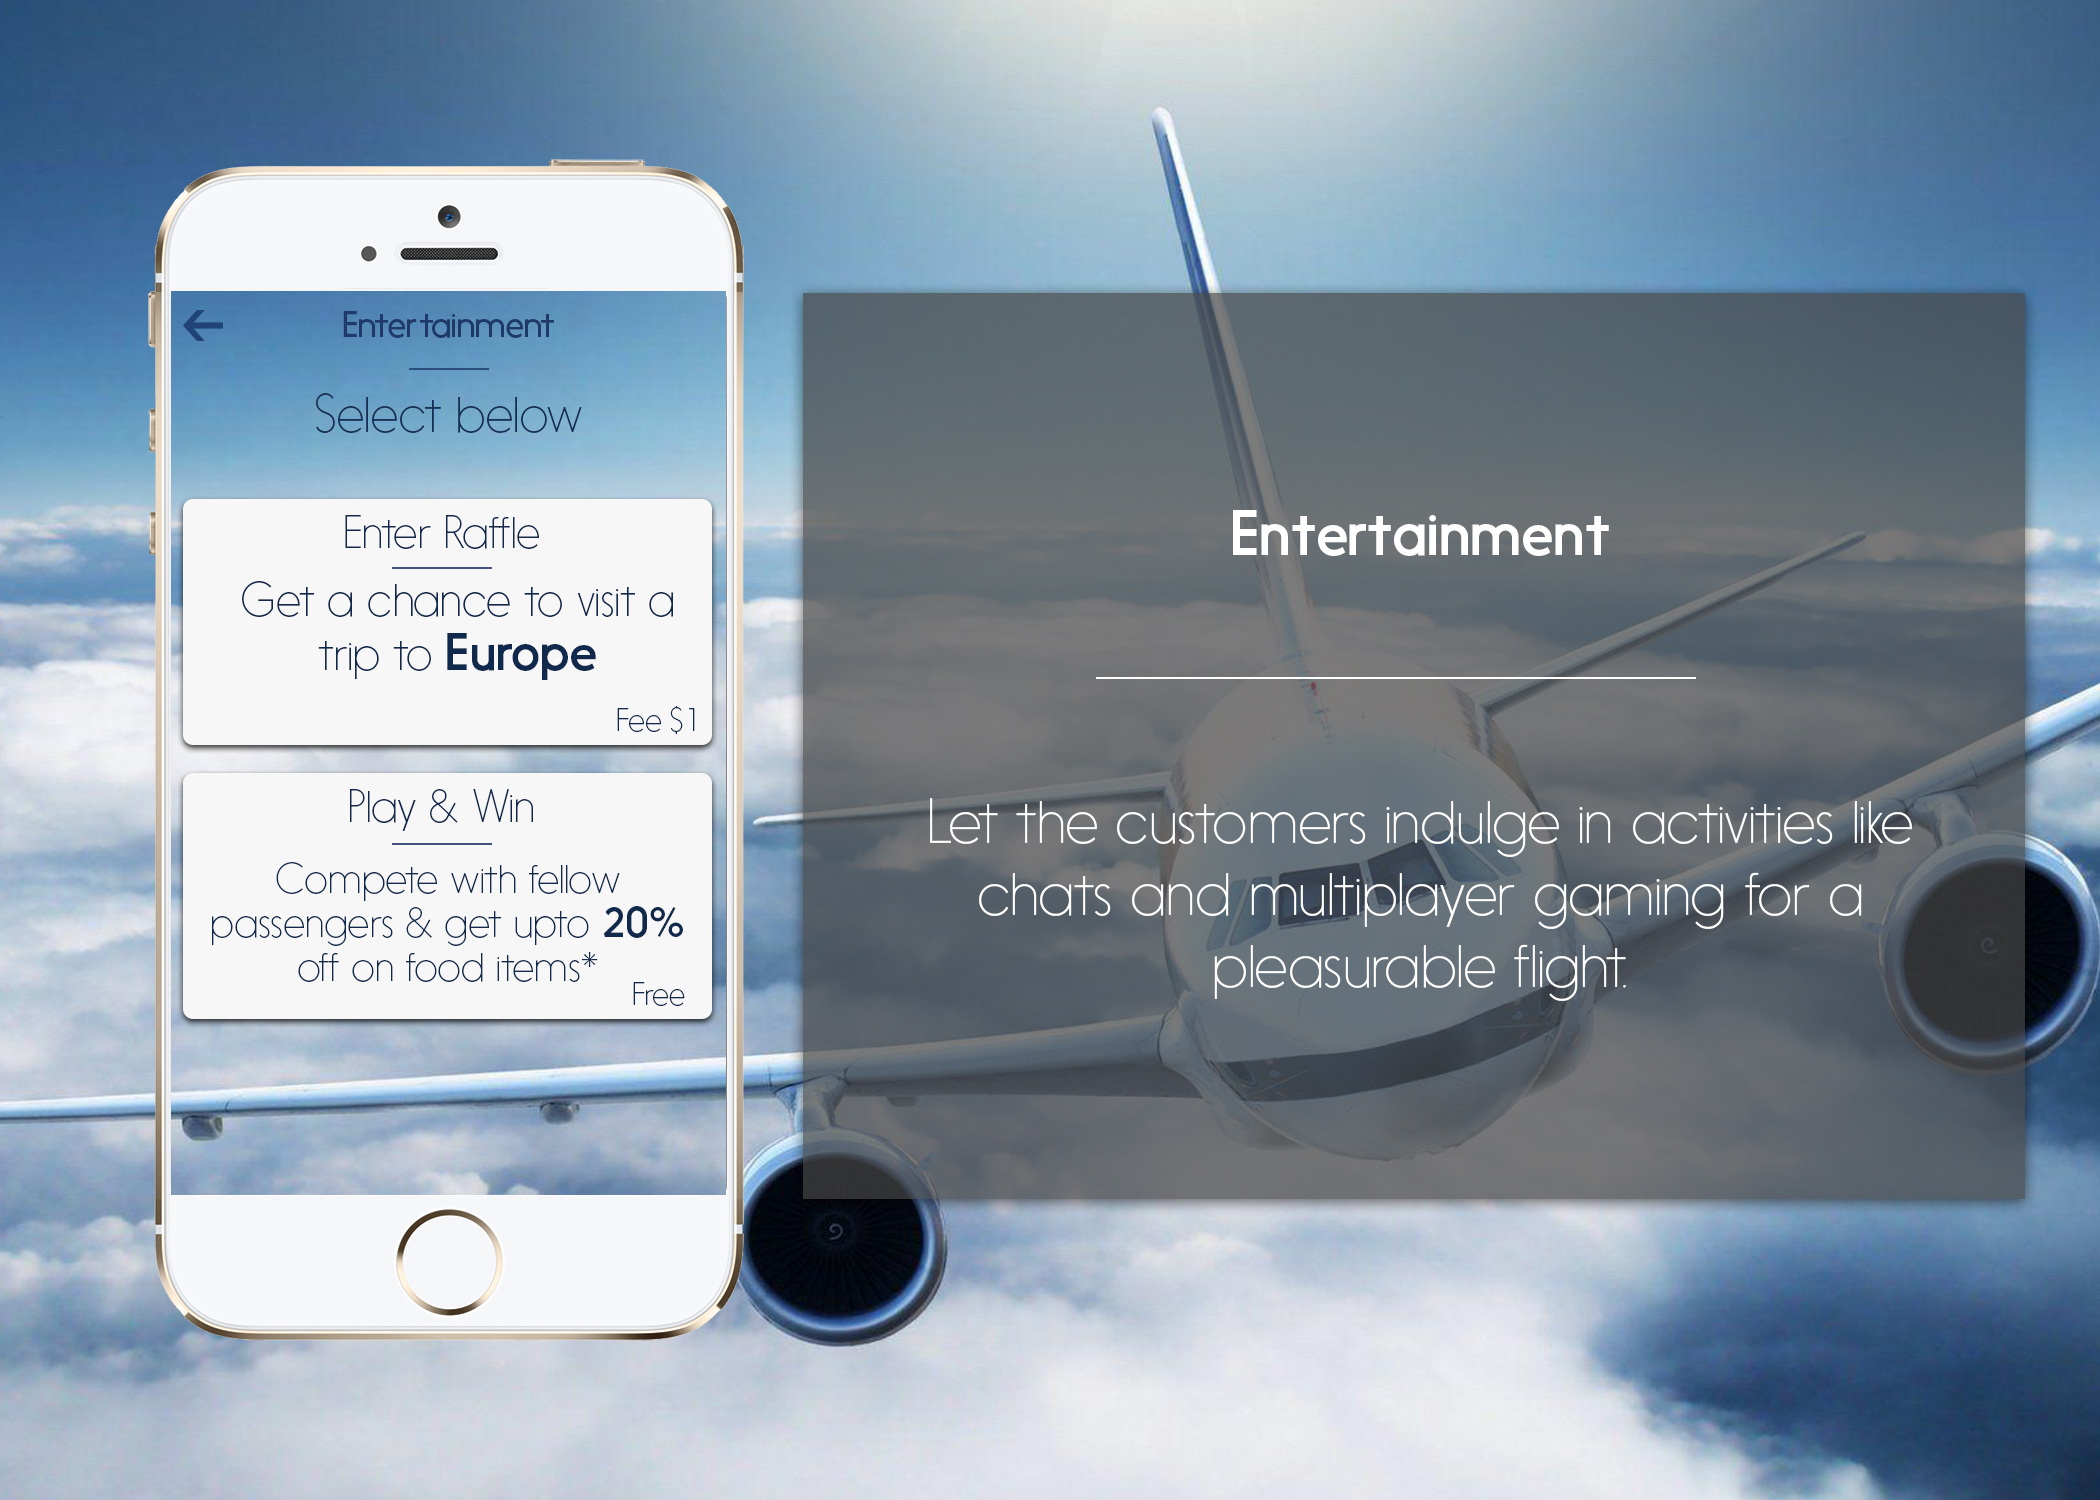 Entertainment
Select below
Enter Raffle
Get a chance to visit a
trip to Europe
Fee $1
Play & Win
Compete with fellow
passengers & get upto 20%
off on food items*
Free
Entertainment
Let the customers indulge in activities like
chats and multiplayer gaming for a
pleasurable flight.